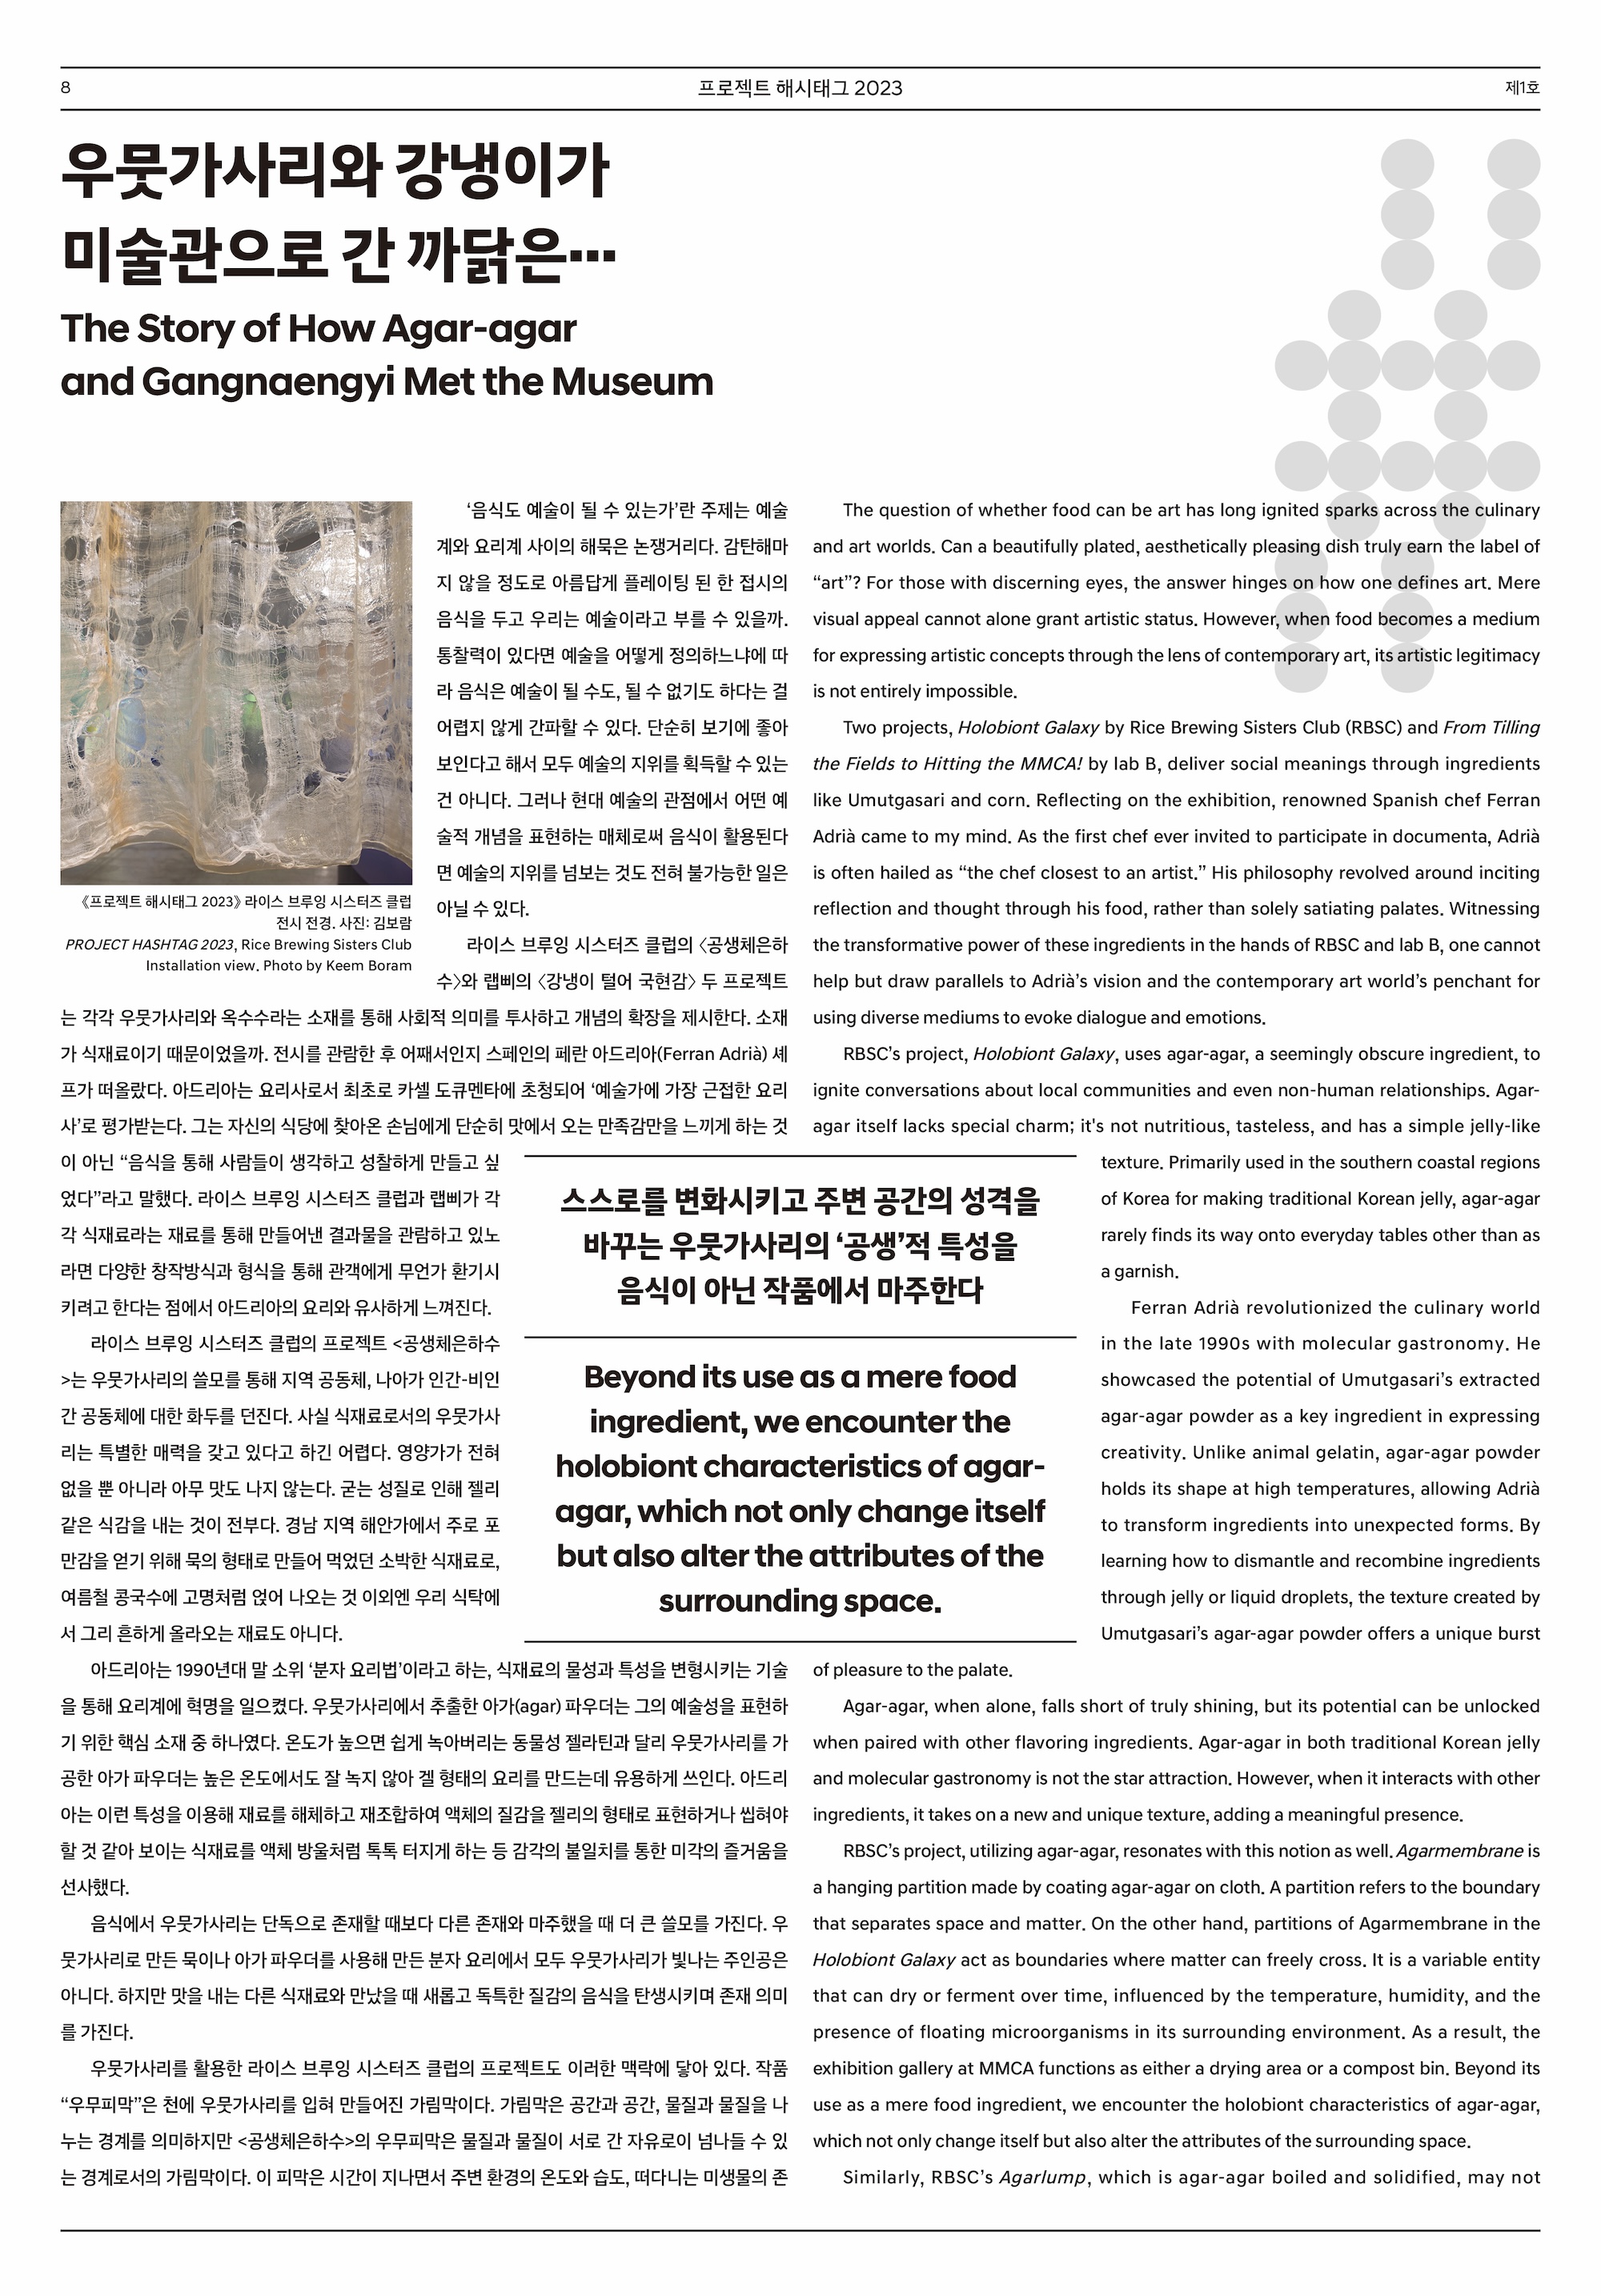 8
프로젝트 해시태그 2023
제1호
우뭇가사리와 강냉이가
미술관으로 간 까닭은…
The Story of How Agar-agar
and Gangnaengyi Met the Museum
《프로젝트 해시태그 2023》 라이스 브루잉 시스터즈 클럽
전시 전경. 사진: 김보람
PROJECT HASHTAG 2023, Rice Brewing Sisters Club
Installation view. Photo by Keem Boram
‘음식도 예술이 될 수 있는가’란 주제는 예술
계와 요리계 사이의 해묵은 논쟁거리다. 감탄해마
지 않을 정도로 아름답게 플레이팅 된 한 접시의
음식을 두고 우리는 예술이라고 부를 수 있을까.
통찰력이 있다면 예술을 어떻게 정의하느냐에 따
라 음식은 예술이 될 수도, 될 수 없기도 하다는 걸
어렵지 않게 간파할 수 있다. 단순히 보기에 좋아
보인다고 해서 모두 예술의 지위를 획득할 수 있는
건 아니다. 그러나 현대 예술의 관점에서 어떤 예
술적 개념을 표현하는 매체로써 음식이 활용된다
면 예술의 지위를 넘보는 것도 전혀 불가능한 일은
아닐 수 있다.
라이스 브루잉 시스터즈 클럽의 〈공생체은하
수〉와 랩삐의 〈강냉이 털어 국현감〉 두 프로젝트
는 각각 우뭇가사리와 옥수수라는 소재를 통해 사회적 의미를 투사하고 개념의 확장을 제시한다. 소재
가 식재료이기 때문이었을까. 전시를 관람한 후 어째서인지 스페인의 페란 아드리아(Ferran Adrià) 셰
프가 떠올랐다. 아드리아는 요리사로서 최초로 카셀 도큐멘타에 초청되어 ‘예술가에 가장 근접한 요리
사’로 평가받는다. 그는 자신의 식당에 찾아온 손님에게 단순히 맛에서 오는 만족감만을 느끼게 하는 것
이 아닌 “음식을 통해 사람들이 생각하고 성찰하게 만들고 싶
었다”라고 말했다. 라이스 브루잉 시스터즈 클럽과 랩삐가 각
각 식재료라는 재료를 통해 만들어낸 결과물을 관람하고 있노
라면 다양한 창작방식과 형식을 통해 관객에게 무언가 환기시
키려고 한다는 점에서 아드리아의 요리와 유사하게 느껴진다.
라이스 브루잉 시스터즈 클럽의 프로젝트 <공생체은하수
>는 우뭇가사리의 쓸모를 통해 지역 공동체, 나아가 인간-비인
간 공동체에 대한 화두를 던진다. 사실 식재료로서의 우뭇가사
리는 특별한 매력을 갖고 있다고 하긴 어렵다. 영양가가 전혀
없을 뿐 아니라 아무 맛도 나지 않는다. 굳는 성질로 인해 젤리
같은 식감을 내는 것이 전부다. 경남 지역 해안가에서 주로 포
만감을 얻기 위해 묵의 형태로 만들어 먹었던 소박한 식재료로,
여름철 콩국수에 고명처럼 얹어 나오는 것 이외엔 우리 식탁에
서 그리 흔하게 올라오는 재료도 아니다.
아드리아는 1990년대 말 소위 ‘분자 요리법’이라고 하는, 식재료의 물성과 특성을 변형시키는 기술
을 통해 요리계에 혁명을 일으켰다. 우뭇가사리에서 추출한 아가(agar) 파우더는 그의 예술성을 표현하
기 위한 핵심 소재 중 하나였다. 온도가 높으면 쉽게 녹아버리는 동물성 젤라틴과 달리 우뭇가사리를 가
공한 아가 파우더는 높은 온도에서도 잘 녹지 않아 겔 형태의 요리를 만드는데 유용하게 쓰인다. 아드리
아는 이런 특성을 이용해 재료를 해체하고 재조합하여 액체의 질감을 젤리의 형태로 표현하거나 씹혀야
할 것 같아 보이는 식재료를 액체 방울처럼 톡톡 터지게 하는 등 감각의 불일치를 통한 미각의 즐거움을
선사했다.
음식에서 우뭇가사리는 단독으로 존재할 때보다 다른 존재와 마주했을 때 더 큰 쓸모를 가진다. 우
뭇가사리로 만든 묵이나 아가 파우더를 사용해 만든 분자 요리에서 모두 우뭇가사리가 빛나는 주인공은
아니다. 하지만 맛을 내는 다른 식재료와 만났을 때 새롭고 독특한 질감의 음식을 탄생시키며 존재 의미
를 가진다.
우뭇가사리를 활용한 라이스 브루잉 시스터즈 클럽의 프로젝트도 이러한 맥락에 닿아 있다. 작품
“우무피막”은 천에 우뭇가사리를 입혀 만들어진 가림막이다. 가림막은 공간과 공간, 물질과 물질을 나
누는 경계를 의미하지만 <공생체은하수>의 우무피막은 물질과 물질이 서로 간 자유로이 넘나들 수 있
는 경계로서의 가림막이다. 이 피막은 시간이 지나면서 주변 환경의 온도와 습도, 떠다니는 미생물의 존
스스로를 변화시키고 주변 공간의 성격을
바꾸는 우뭇가사리의 ‘공생’적 특성을
음식이 아닌 작품에서 마주한다
Beyond its use as a mere food
ingredient, we encounter the
holobiont characteristics of agar-
agar, which not only change itself
but also alter the attributes of the
surrounding space.
The question of whether food can be art has long ignited sparks across the culinary
and art worlds. Can a beautifully plated, aesthetically pleasing dish truly earn the label of
“art”? For those with discerning eyes, the answer hinges on how one defines art. Mere
visual appeal cannot alone grant artistic status. However, when food becomes a medium
for expressing artistic concepts through the lens of contemporary art, its artistic legitimacy
is not entirely impossible.
Two projects, Holobiont Galaxy by Rice Brewing Sisters Club (RBSC) and From Tilling
the Fields to Hitting the MMCA! by lab B, deliver social meanings through ingredients
like Umutgasari and corn. Reflecting on the exhibition, renowned Spanish chef Ferran
Adrià came to my mind. As the first chef ever invited to participate in documenta, Adrià
is often hailed as “the chef closest to an artist.” His philosophy revolved around inciting
reflection and thought through his food, rather than solely satiating palates. Witnessing
the transformative power of these ingredients in the hands of RBSC and lab B, one cannot
help but draw parallels to Adrià’s vision and the contemporary art world’s penchant for
using diverse mediums to evoke dialogue and emotions.
RBSC’s project, Holobiont Galaxy, uses agar-agar, a seemingly obscure ingredient, to
ignite conversations about local communities and even non-human relationships. Agar-
agar itself lacks special charm; it's not nutritious, tasteless, and has a simple jelly-like
texture. Primarily used in the southern coastal regions
of Korea for making traditional Korean jelly, agar-agar
rarely finds its way onto everyday tables other than as
a garnish.
Ferran Adrià revolutionized the culinary world
in the late 1990s with molecular gastronomy. He
showcased the potential of Umutgasari’s extracted
agar-agar powder as a key ingredient in expressing
creativity. Unlike animal gelatin, agar-agar powder
holds its shape at high temperatures, allowing Adrià
to transform ingredients into unexpected forms. By
learning how to dismantle and recombine ingredients
through jelly or liquid droplets, the texture created by
Umutgasari’s agar-agar powder offers a unique burst
of pleasure to the palate.
Agar-agar, when alone, falls short of truly shining, but its potential can be unlocked
when paired with other flavoring ingredients. Agar-agar in both traditional Korean jelly
and molecular gastronomy is not the star attraction. However, when it interacts with other
ingredients, it takes on a new and unique texture, adding a meaningful presence.
RBSC’s project, utilizing agar-agar, resonates with this notion as well. Agarmembrane is
a hanging partition made by coating agar-agar on cloth. A partition refers to the boundary
that separates space and matter. On the other hand, partitions of Agarmembrane in the
Holobiont Galaxy act as boundaries where matter can freely cross. It is a variable entity
that can dry or ferment over time, influenced by the temperature, humidity, and the
presence of floating microorganisms in its surrounding environment. As a result, the
exhibition gallery at MMCA functions as either a drying area or a compost bin. Beyond its
use as a mere food ingredient, we encounter the holobiont characteristics of agar-agar,
which not only change itself but also alter the attributes of the surrounding space.
Similarly, RBSC’s Agarlump, which is agar-agar boiled and solidified, may not